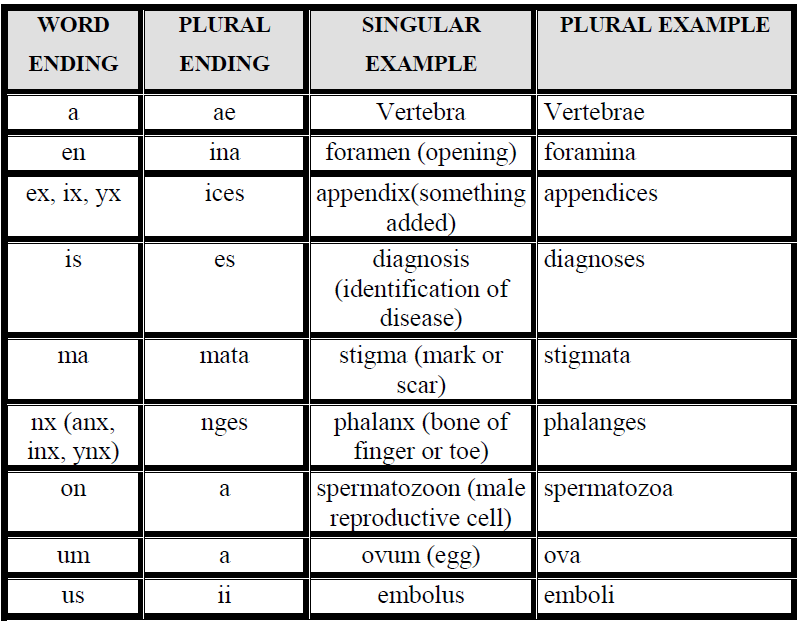 WORD ENDING | PLURAL ENDING | SINGULAR EXAMPLE | PLURAL EXAMPLE
a | ae | Vertebra | Vertebrae
en | ina | foramen (opening) | foramina
ex, ix, yx | ices | appendix(something added) | appendices
is | es | diagnosis (identification of disease) | diagnoses
ma | mata | stigma (mark or scar) | stigmata
nx (anx, inx, ynx) | nges | phalanx (bone of finger or toe) | phalanges
on | a | spermatozoon (male reproductive cell) | spermatozoa
um | a | ovum (egg) | ova
us | ii | embolus | emboli